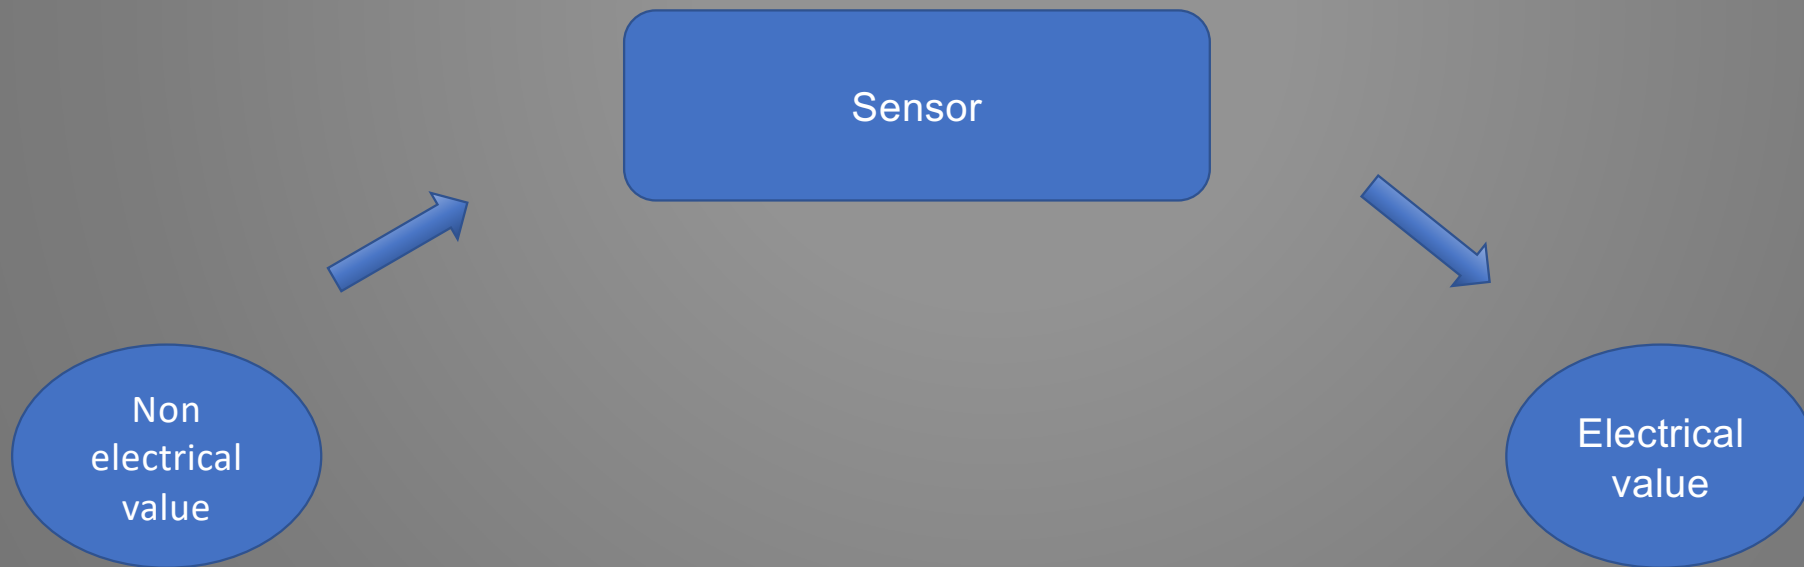 Sensor
Non
electrical
value
Electrical
value